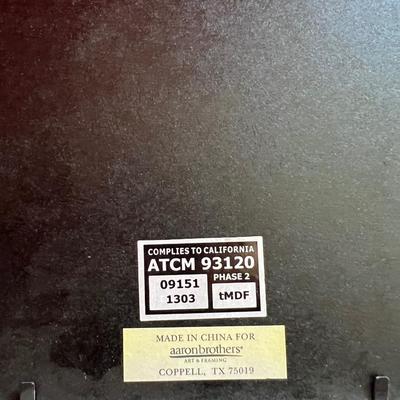 COMPLIES TO CALIFORNIA
ATCM 93120
PHASE 2
09151
1303
tMDF
MADE IN CHINA FOR
aaronbrothers®
ART & FRAMING
COPPELL, TX 75019